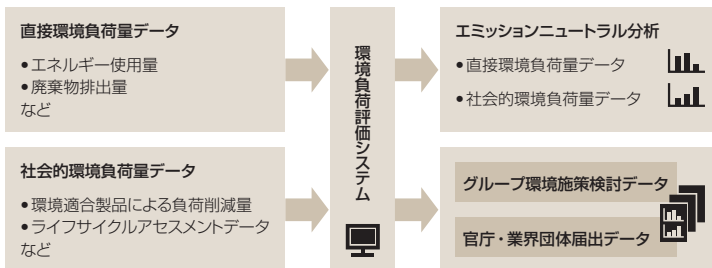 直接環境負荷量データ
•エネルギー使用量
•廃棄物排出量
など
社会的環境負荷量データ
•環境適合製品による負荷削減量
•ライフサイクルアセスメントデータ
など
環境負荷評価システム
エミッションニュートラル分析
•直接環境負荷量データ
•社会的環境負荷量データ
グループ環境施策検討データ
官庁・業界団体届出データ